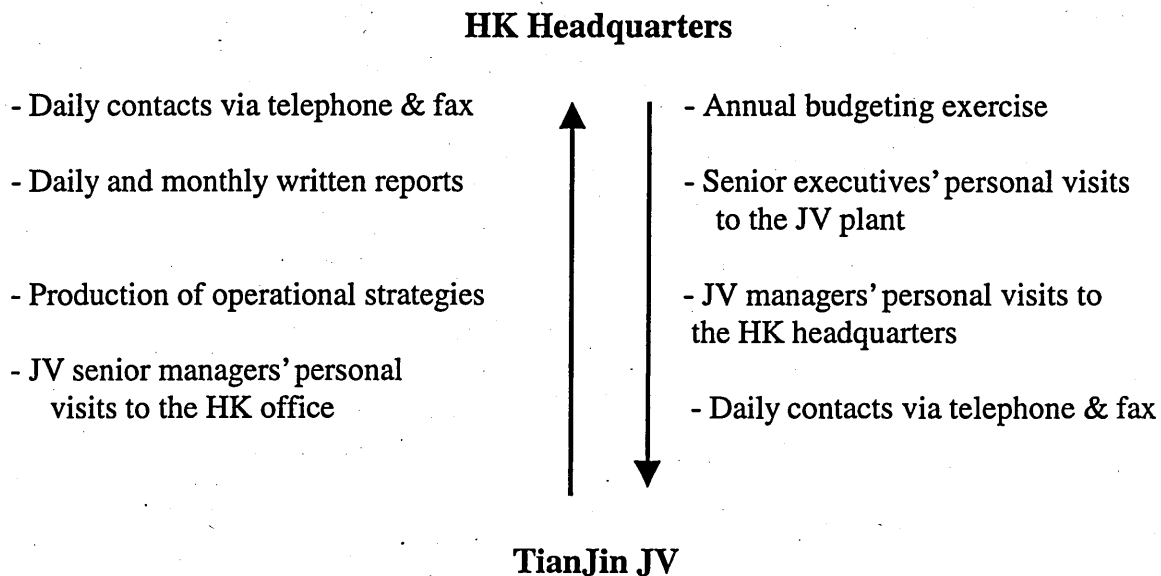 HK Headquarters
- Daily contacts via telephone & fax
- Daily and monthly written reports
- Production of operational strategies
- JV senior managers' personal
visits to the HK office
- Annual budgeting exercise
- Senior executives' personal visits
to the JV plant
- JV managers' personal visits to
the HK headquarters
- Daily contacts via telephone & fax
TianJin JV